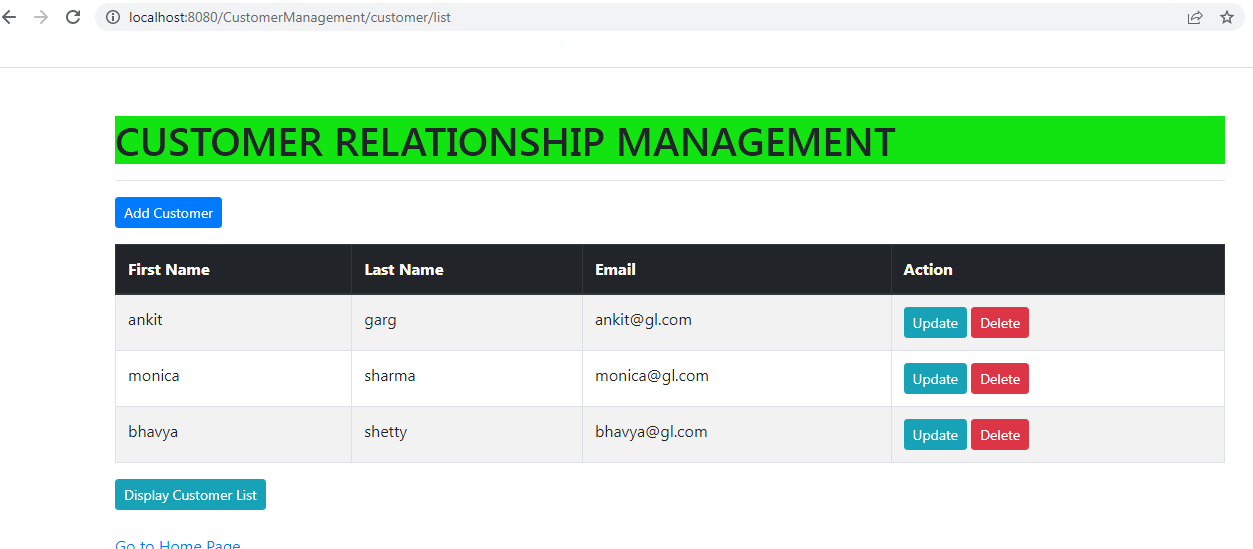 localhost:8080/CustomerManagement/customer/list
CUSTOMER RELATIONSHIP MANAGEMENT
Add Customer
First Name Last Name Email Action
ankit garg ankit@gl.com Update Delete
monica sharma monica@gl.com Update Delete
bhavya shetty bhavya@gl.com Update Delete
Display Customer List
Go to Home Page